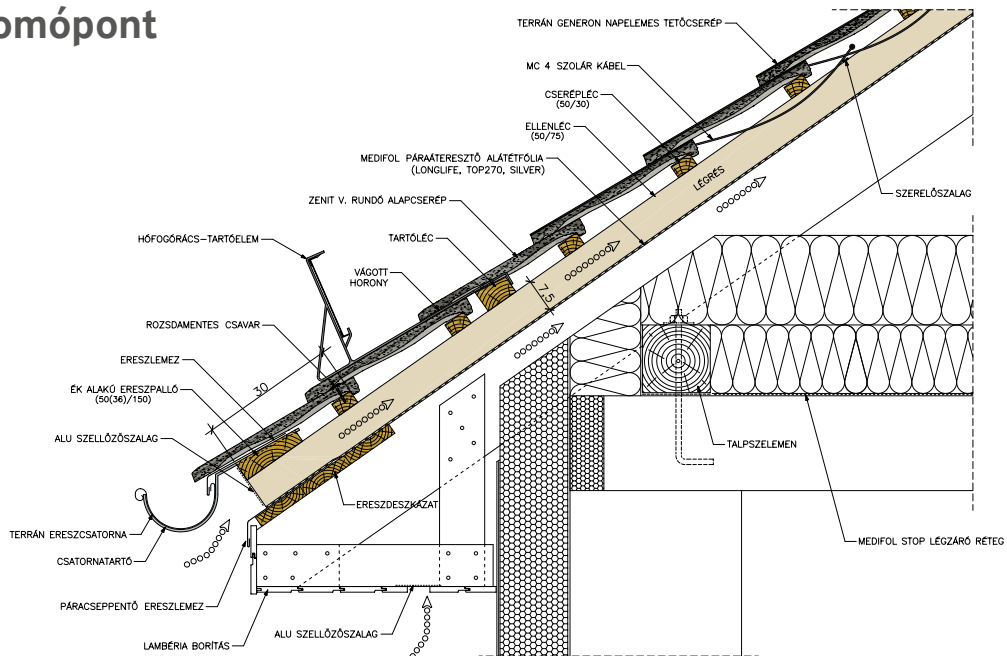 omópont
TERRÁN GENERON NAPELEMES TETŐCSERÉP
MC 4 SZOLÁR KÁBEL
CSERÉPLÉC
(50/30)
ELLENLÉC
(50/75)
MEDIFOL PÁRAÁTERESZTŐ ALÁTÉTFÓLIA
(LONGLIFE, TOP270, SILVER)
LÉGRÉS
SZERELŐSZALAG
ZENIT V. RUNDÓ ALAPCSERÉP
HÓFOGÓRÁCS-TARTÓELEM
TARTÓLÉC
VÁGOTT
HORONY
7,5
ROZSDAMENTES CSAVAR
ERESZLEMEZ
30
ÉK ALAKÚ ERESZPALLÓ
(50(36)/150)
ALU SZELLŐZŐSZALAG
TALPSZELEMEN
ERESZDESZKÁZAT
TERRÁN ERESZCSATORNA
MEDIFOL STOP LÉGZÁRÓ RÉTEG
CSATORNATARTÓ
PÁRACSEPPENTŐ ERESZLEMEZ
ALU SZELLŐZŐSZALAG
LAMBÉRIA BORÍTÁS